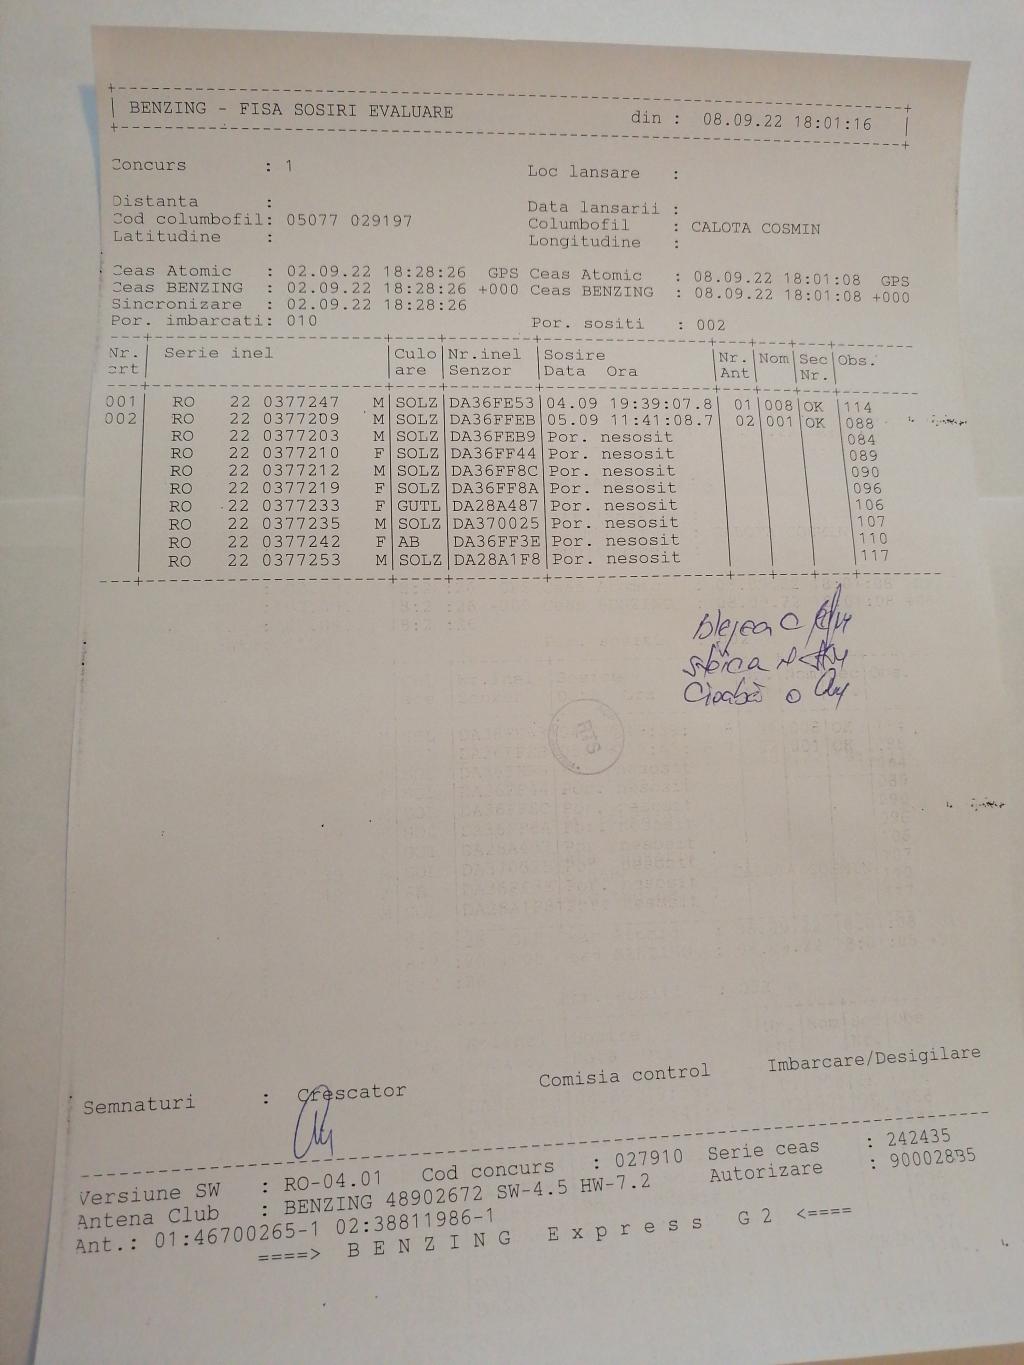 BENZING - FISA SOSIRI EVALUARE din : 08.09.22 18:01:16
Concurs : 1 Loc lansare :
Distanta : Data lansarii :
Cod columbofil: 05077 029197 Columbofil : CALOTA COSMIN
Latitudine : Longitudine :
Ceas Atomic : 02.09.22 18:28:26 GPS Ceas Atomic : 08.09.22 18:01:08 GPS
Ceas BENZING : 02.09.22 18:28:26 +000 Ceas BENZING : 08.09.22 18:01:08 +000
Sincronizare : 02.09.22 18:28:26
Por. imbarcati: 010 Por. sositi : 002
Nr. Serie inel Culo Nr.inel Sosire Nr. Nom Sec Obs.
crt are Senzor Data Ora Ant Nr.
001 RO 22 0377247 M SOLZ DA36FE53 04.09 19:39:07.8 01 008 OK 114
002 RO 22 0377209 M SOLZ DA36FFEB 05.09 11:41:08.7 02 001 OK 088
RO 22 0377203 M SOLZ DA36FEB9 Por. nesosit 084
RO 22 0377210 F SOLZ DA36FF44 Por. nesosit 089
RO 22 0377212 M SOLZ DA36FF8C Por. nesosit 090
RO 22 0377219 F SOLZ DA36FF8A Por. nesosit 096
RO 22 0377233 F GUTL DA28A487 Por. nesosit 106
RO 22 0377235 M SOLZ DA370025 Por. nesosit 107
RO 22 0377242 F AB DA36FF3E Por. nesosit 110
RO 22 0377253 M SOLZ DA28A1F8 Por. nesosit 117
Blejea C
Stoica
Cioabă O
Semnaturi : Crescator Comisia control Imbarcare/Desigilare
Versiune SW : RO-04.01 Cod concurs : 027910 Serie ceas : 242435
Antena Club : BENZING 48902672 SW-4.5 HW-7.2 Autorizare : 90002835
Ant.: 01:46700265-1 02:38811986-1
====> B E N Z I N G E x p r e s s G 2 <====